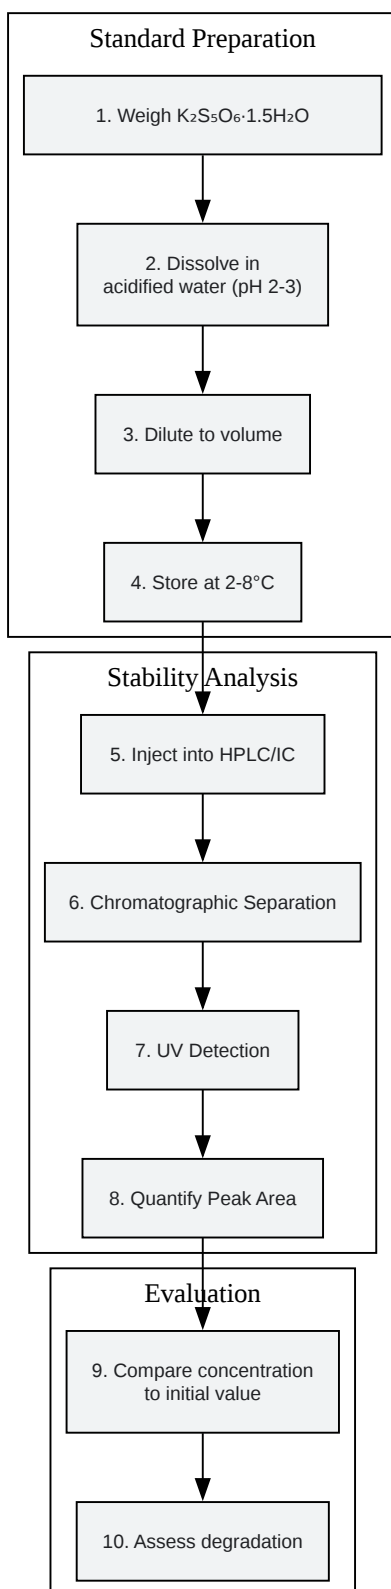 Standard Preparation
1. Weigh K₂S₅O₆·1.5H₂O
2. Dissolve in
acidified water (pH 2-3)
3. Dilute to volume
4. Store at 2-8°C
Stability Analysis
5. Inject into HPLC/IC
6. Chromatographic Separation
7. UV Detection
8. Quantify Peak Area
Evaluation
9. Compare concentration
to initial value
10. Assess degradation